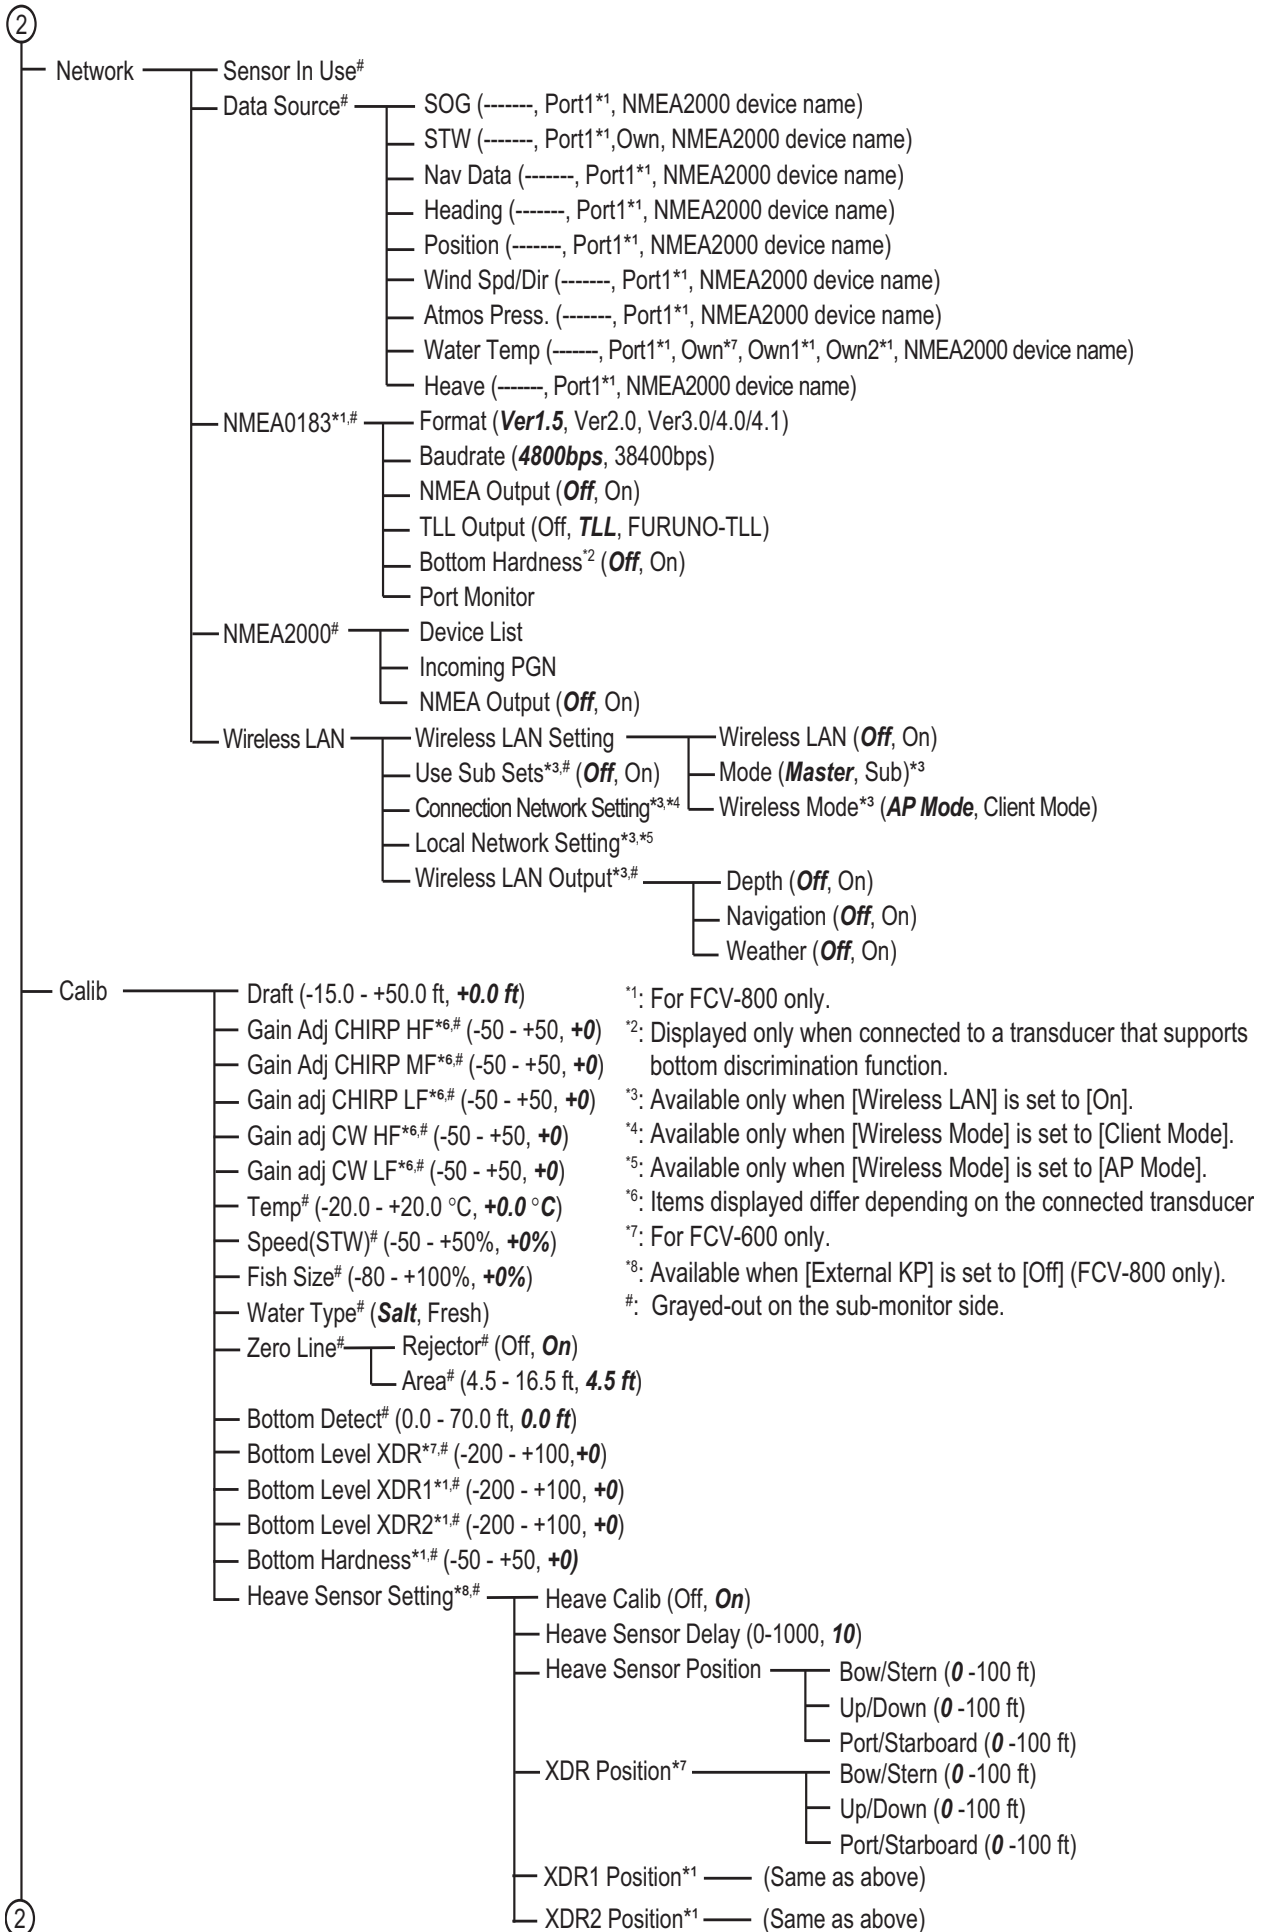 2
Network
Sensor In Use#
Data Source#
SOG (-------, Port1*1, NMEA2000 device name)
STW (-------, Port1*1,Own, NMEA2000 device name)
Nav Data (-------, Port1*1, NMEA2000 device name)
Heading (-------, Port1*1, NMEA2000 device name)
Position (-------, Port1*1, NMEA2000 device name)
Wind Spd/Dir (-------, Port1*1, NMEA2000 device name)
Atmos Press. (-------, Port1*1, NMEA2000 device name)
Water Temp (-------, Port1*1, Own*7, Own1*1, Own2*1, NMEA2000 device name)
Heave (-------, Port1*1, NMEA2000 device name)
NMEA0183*1,#
Format (Ver1.5, Ver2.0, Ver3.0/4.0/4.1)
Baudrate (4800bps, 38400bps)
NMEA Output (Off, On)
TLL Output (Off, TLL, FURUNO-TLL)
Bottom Hardness*2 (Off, On)
Port Monitor
NMEA2000#
Device List
Incoming PGN
NMEA Output (Off, On)
Wireless LAN
Wireless LAN Setting
Wireless LAN (Off, On)
Mode (Master, Sub)*3
Wireless Mode*3 (AP Mode, Client Mode)
Use Sub Sets*3,# (Off, On)
Connection Network Setting*3,*4
Local Network Setting*3,*5
Wireless LAN Output*3,#
Depth (Off, On)
Navigation (Off, On)
Weather (Off, On)
Calib
Draft (-15.0 - +50.0 ft, +0.0 ft)
Gain Adj CHIRP HF*6,# (-50 - +50, +0)
Gain Adj CHIRP MF*6,# (-50 - +50, +0)
Gain adj CHIRP LF*6,# (-50 - +50, +0)
Gain adj CW HF*6,# (-50 - +50, +0)
Gain adj CW LF*6,# (-50 - +50, +0)
Temp# (-20.0 - +20.0 °C, +0.0 °C)
Speed(STW)# (-50 - +50%, +0%)
Fish Size# (-80 - +100%, +0%)
Water Type# (Salt, Fresh)
Zero Line#
Rejector# (Off, On)
Area# (4.5 - 16.5 ft, 4.5 ft)
Bottom Detect# (0.0 - 70.0 ft, 0.0 ft)
Bottom Level XDR*7,# (-200 - +100,+0)
Bottom Level XDR1*1,# (-200 - +100, +0)
Bottom Level XDR2*1,# (-200 - +100, +0)
Bottom Hardness*1,# (-50 - +50, +0)
Heave Sensor Setting*8,#
Heave Calib (Off, On)
Heave Sensor Delay (0-1000, 10)
Heave Sensor Position
Bow/Stern (0 -100 ft)
Up/Down (0 -100 ft)
Port/Starboard (0 -100 ft)
XDR Position*7
Bow/Stern (0 -100 ft)
Up/Down (0 -100 ft)
Port/Starboard (0 -100 ft)
XDR1 Position*1
(Same as above)
XDR2 Position*1
(Same as above)
*1: For FCV-800 only.
*2: Displayed only when connected to a transducer that supports
bottom discrimination function.
*3: Available only when [Wireless LAN] is set to [On].
*4: Available only when [Wireless Mode] is set to [Client Mode].
*5: Available only when [Wireless Mode] is set to [AP Mode].
*6: Items displayed differ depending on the connected transducer
*7: For FCV-600 only.
*8: Available when [External KP] is set to [Off] (FCV-800 only).
#: Grayed-out on the sub-monitor side.
2